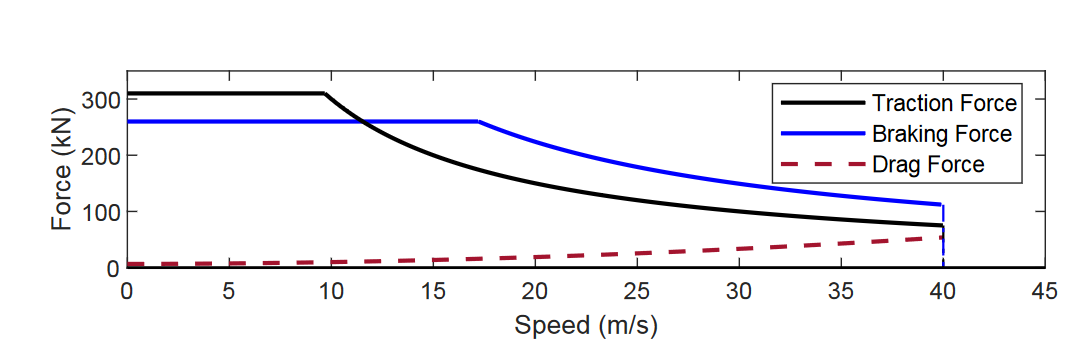 Force (kN)
300
200
100
0
Traction Force
Braking Force
Drag Force
0 5 10 15 20 25 30 35 40 45
Speed (m/s)